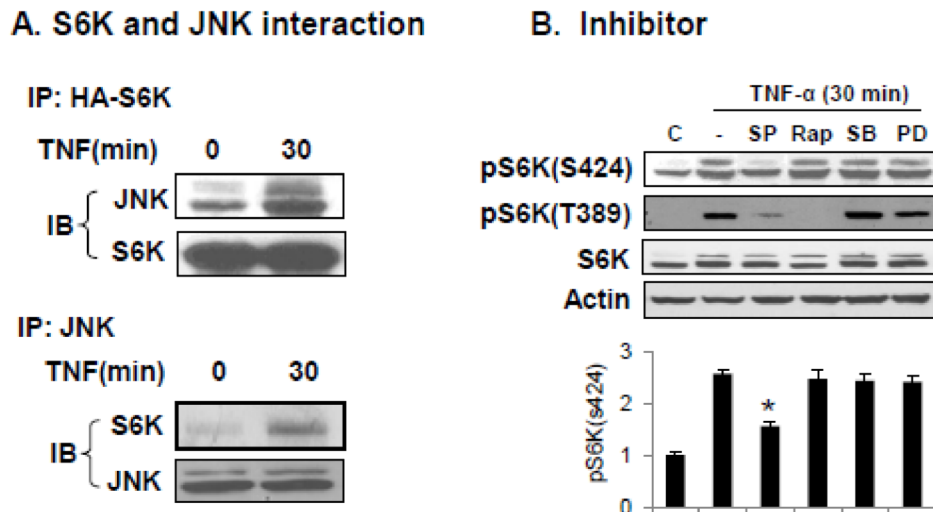 A. S6K and JNK interaction
IP: HA-S6K
TNF(min) 0 30
IB
JNK
S6K
IP: JNK
TNF(min) 0 30
IB
S6K
JNK
B. Inhibitor
TNF-α (30 min)
C - SP Rap SB PD
pS6K(S424)
pS6K(T389)
S6K
Actin
pS6K(s424)
3
2
1
0
*